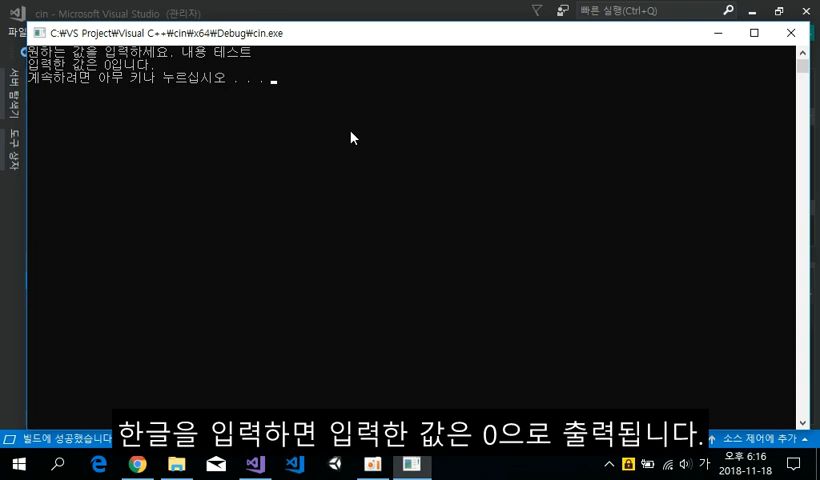 cin - Microsoft Visual Studio (관리자)
빠른 실행(Ctrl+Q)
파일
C:₩VS Project₩Visual C++₩cin₩x64₩Debug₩cin.exe
원하는 값을 입력하세요. 내용 테스트
입력한 값은 0입니다.
계속하려면 아무 키나 누르십시오 . . .
서버 탐색기
도구 상자
한글을 입력하면 입력한 값은 0으로 출력됩니다.
빌드에 성공했습니다
소스 제어에 추가
가
오후 6:16
2018-11-18